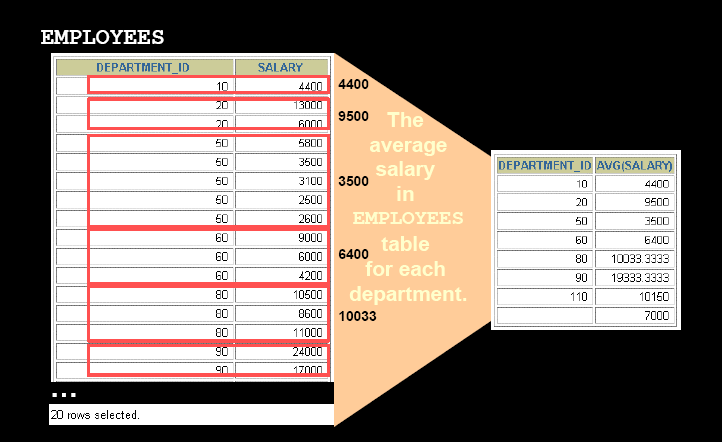 EMPLOYEES
DEPARTMENT_ID SALARY
10 4400
20 13000
20 6000
50 5800
50 3500
50 3100
50 2500
50 2600
60 9000
60 6000
60 4200
80 10500
80 8600
80 11000
90 24000
90 17000
...
20 rows selected.
4400
9500
3500
6400
10033
The
average
salary
in
EMPLOYEES
table
for each
department.
DEPARTMENT_ID AVG(SALARY)
10 4400
20 9500
50 3500
60 6400
80 10033.3333
90 19333.3333
110 10150
7000